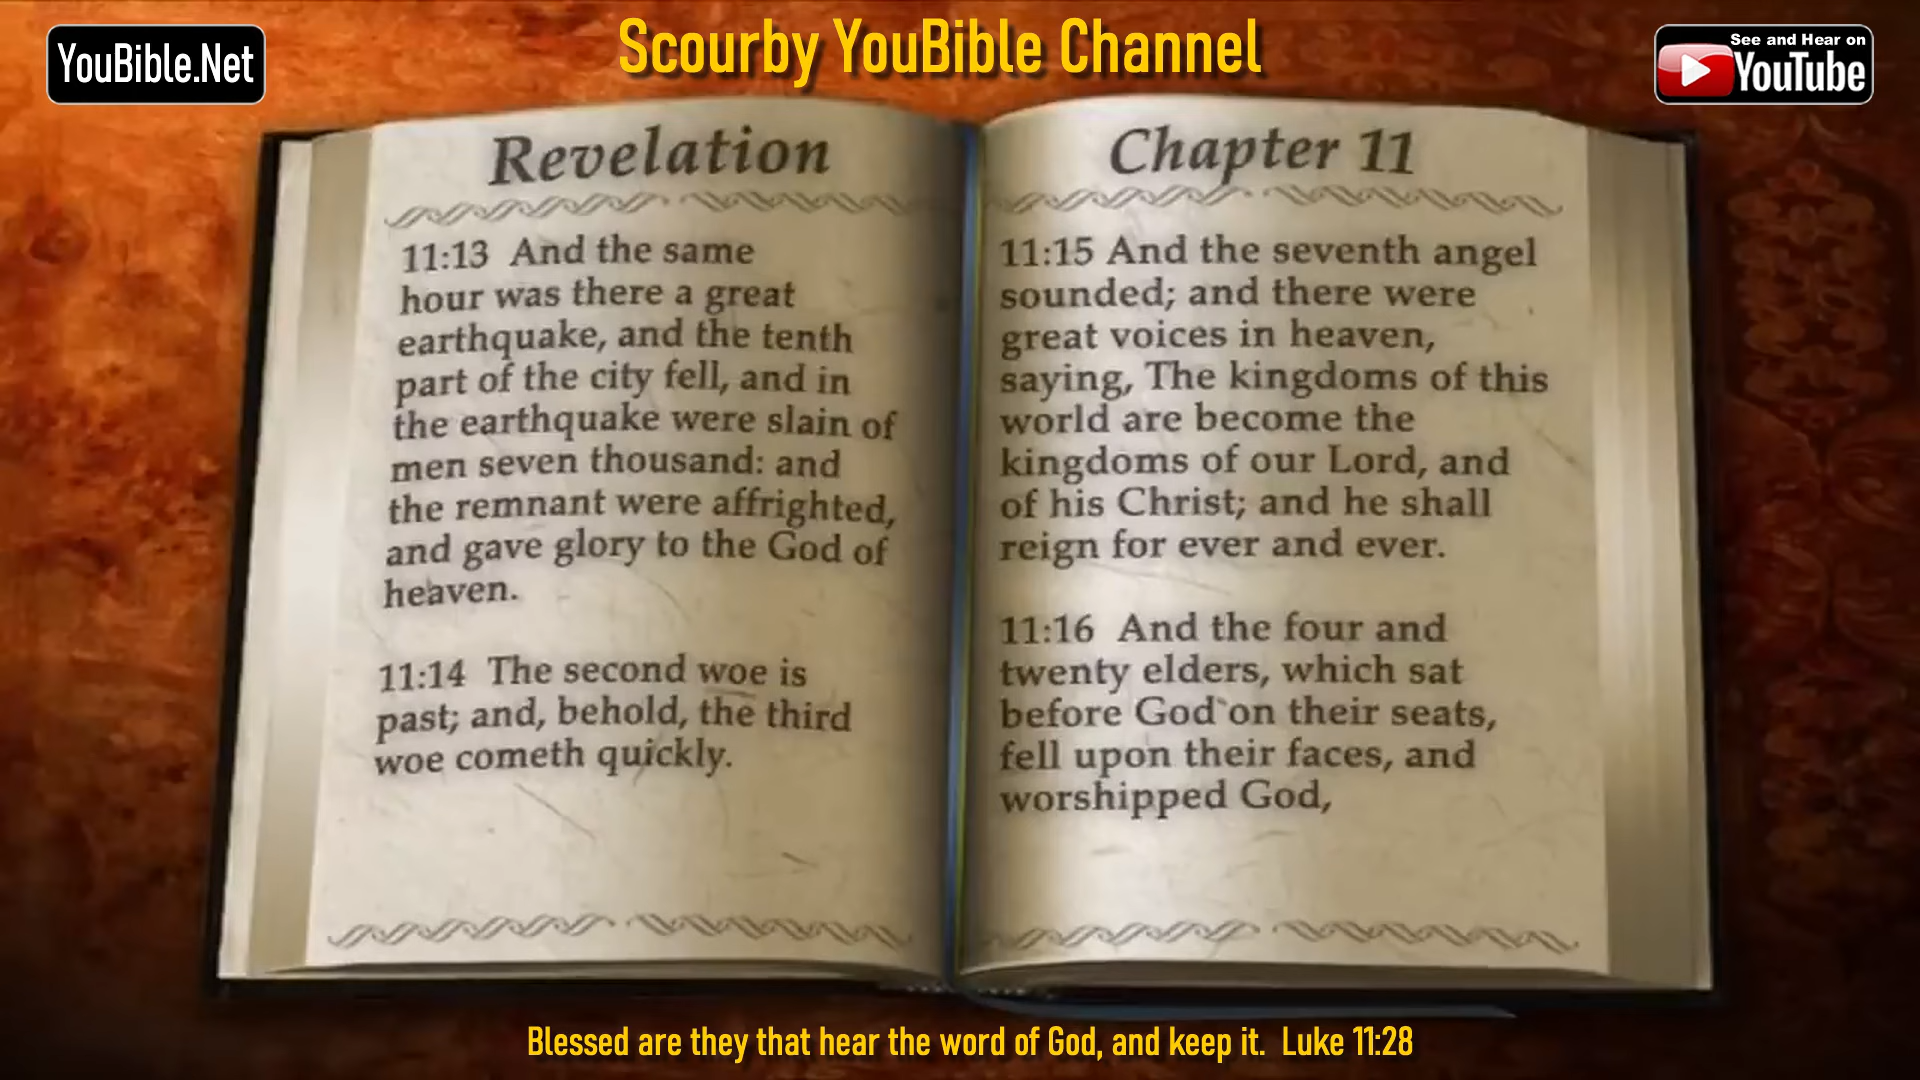 YouBible.Net
Scourby YouBible Channel
See and Hear on
YouTube
Revelation
11:13 And the same
hour was there a great
earthquake, and the tenth
part of the city fell, and in
the earthquake were slain of
men seven thousand: and
the remnant were affrighted,
and gave glory to the God of
heaven.
11:14 The second woe is
past; and, behold, the third
woe cometh quickly.
Chapter 11
11:15 And the seventh angel
sounded; and there were
great voices in heaven,
saying, The kingdoms of this
world are become the
kingdoms of our Lord, and
of his Christ; and he shall
reign for ever and ever.
11:16 And the four and
twenty elders, which sat
before God on their seats,
fell upon their faces, and
worshipped God,
Blessed are they that hear the word of God, and keep it. Luke 11:28